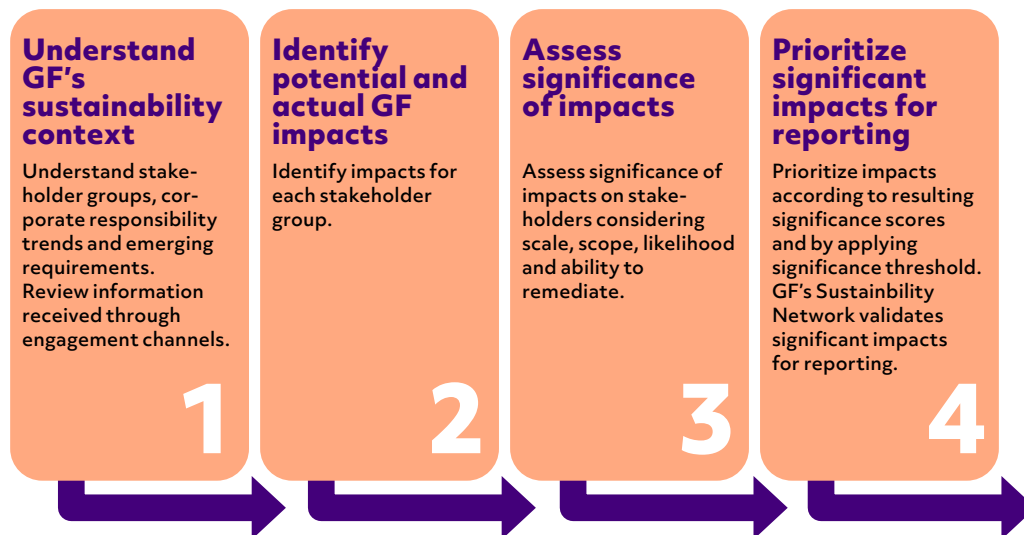 Understand
GF's
sustainability
context
Understand stake-
holder groups, cor-
porate responsibility
trends and emerging
requirements.
Review information
received through
engagement channels.
1
Identify
potential and
actual GF
impacts
Identify impacts for
each stakeholder
group.
2
Assess
significance
of impacts
Assess significance of
impacts on stake-
holders considering
scale, scope, likelihood
and ability to
remediate.
3
Prioritize
significant
impacts for
reporting
Prioritize impacts
according to resulting
significance scores
and by applying
significance threshold.
GF's Sustainbility
Network validates
significant impacts
for reporting.
4